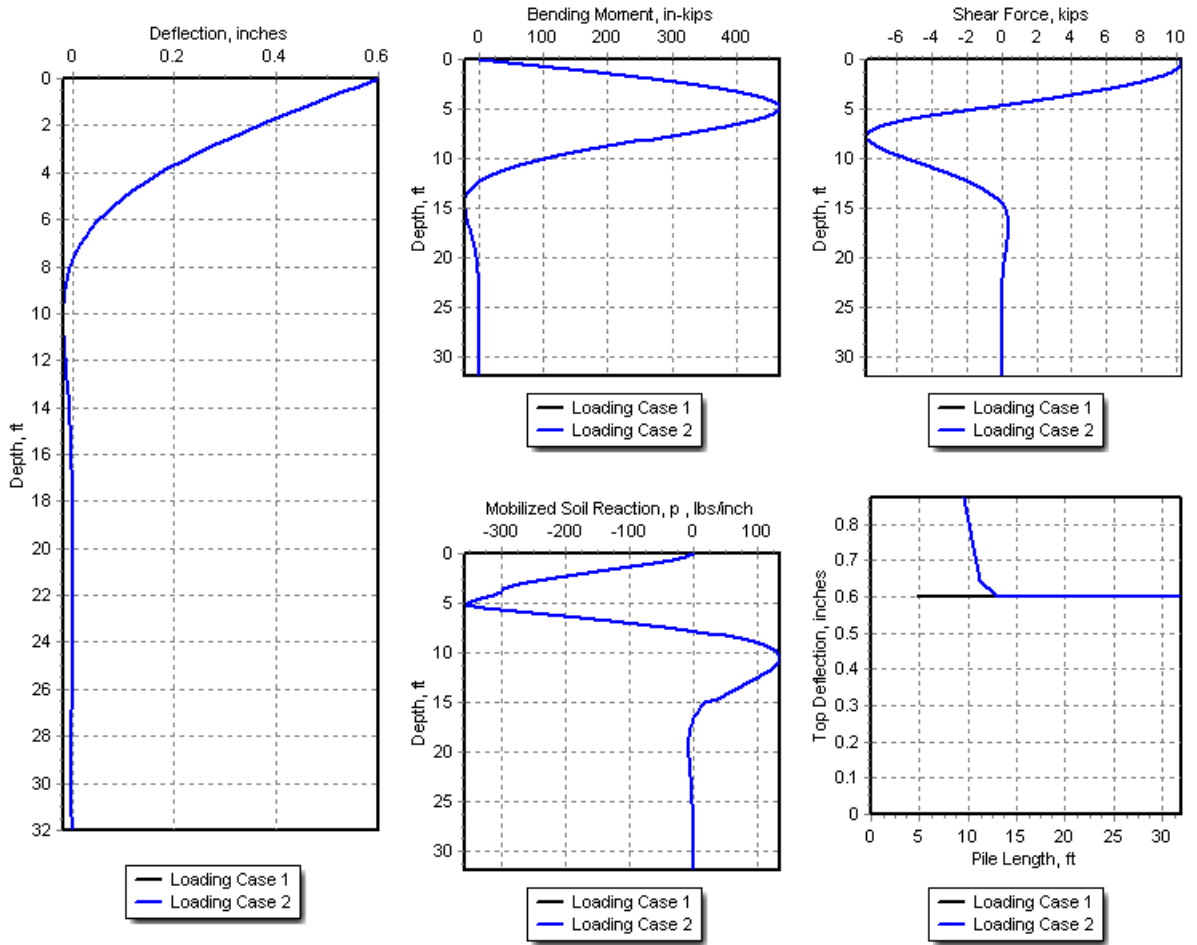 Deflection, inches
0 0.2 0.4 0.6
0
2
4
6
8
10
12
14
16
18
20
22
24
26
28
30
32
Depth, ft
Loading Case 1
Loading Case 2
Bending Moment, in-kips
0 100 200 300 400
0
5
10
15
20
25
30
Depth, ft
Loading Case 1
Loading Case 2
Shear Force, kips
-6 -4 -2 0 2 4 6 8 10
0
5
10
15
20
25
30
Depth, ft
Loading Case 1
Loading Case 2
Mobilized Soil Reaction, p , lbs/inch
-300 -200 -100 0 100
0
5
10
15
20
25
30
Depth, ft
Loading Case 1
Loading Case 2
Top Deflection, inches
0.8
0.7
0.6
0.5
0.4
0.3
0.2
0.1
0
0 5 10 15 20 25 30
Pile Length, ft
Loading Case 1
Loading Case 2